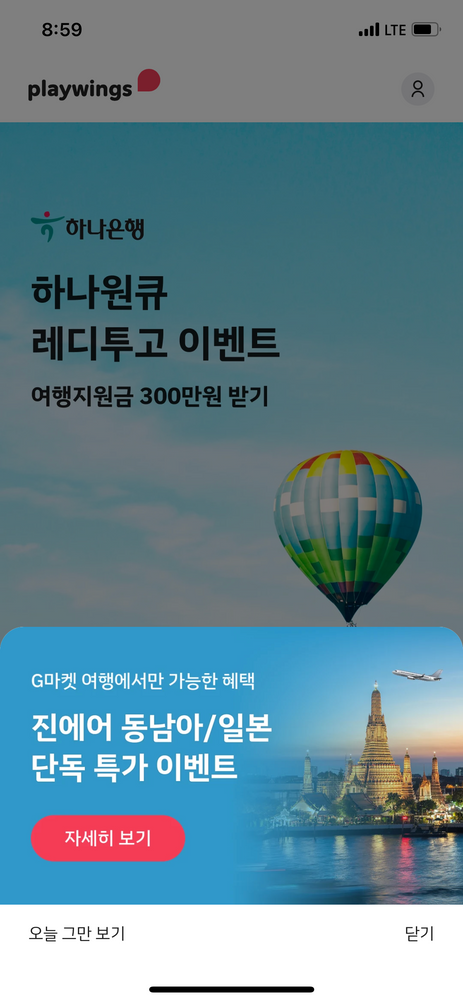 8:59
LTE
playwings
하나은행
하나원큐
레디투고 이벤트
여행지원금 300만원 받기
G마켓 여행에서만 가능한 혜택
진에어 동남아/일본
단독 특가 이벤트
자세히 보기
오늘 그만 보기
닫기